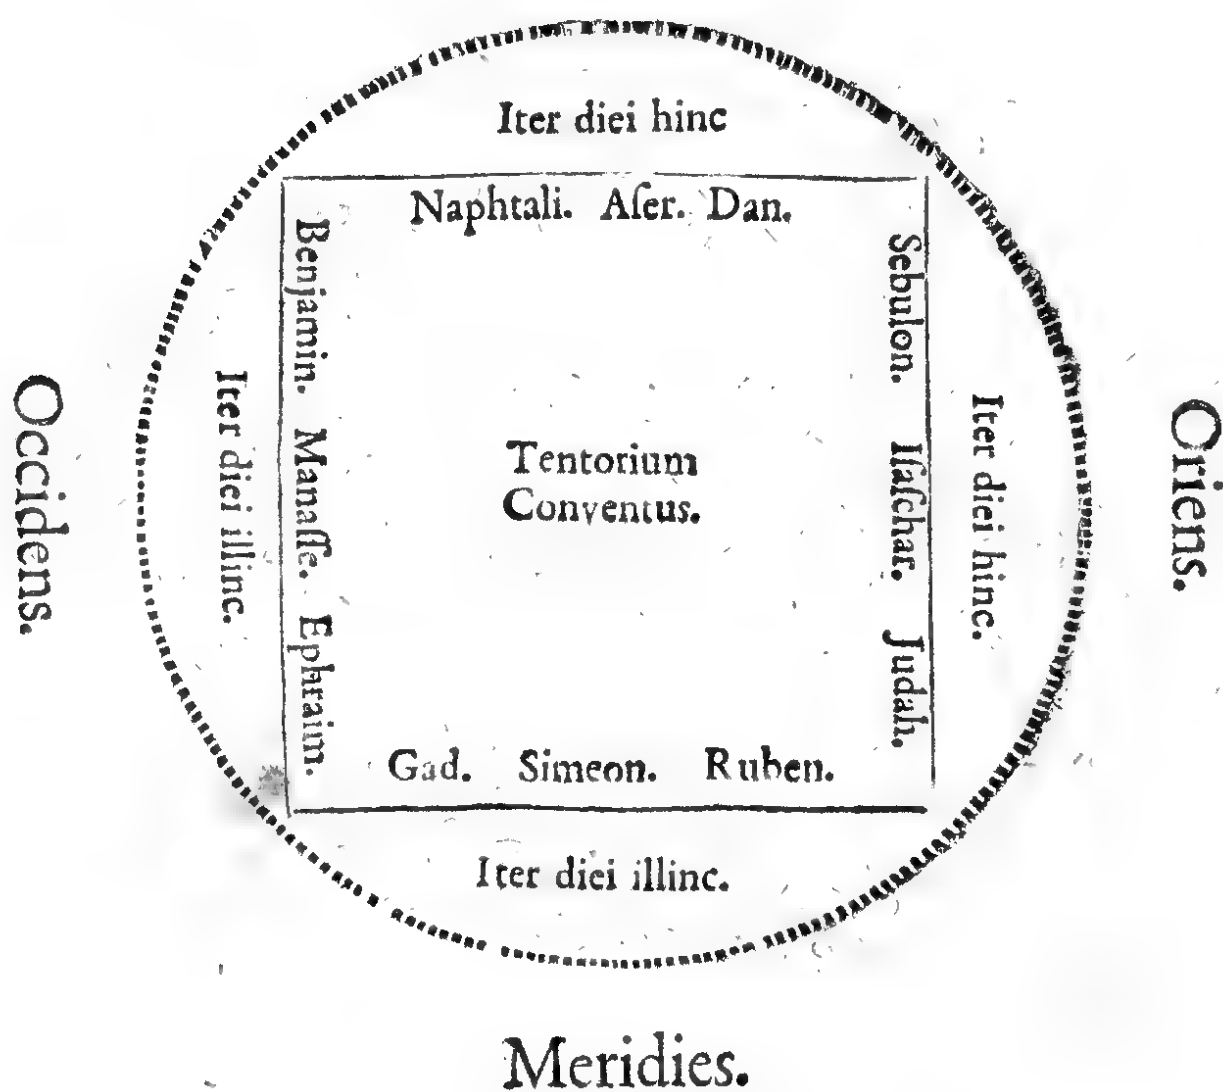 Iter diei hinc
Naphtali. Aſer. Dan.
Benjamin. Manaſſe. Ephraim.
Sebulon. Iſaſchar. Judah.
Iter diei illinc.
Iter diei hinc.
Occidens.
Oriens.
Tentorium
Conventus.
Gad. Simeon. Ruben.
Iter diei illinc.
Meridies.